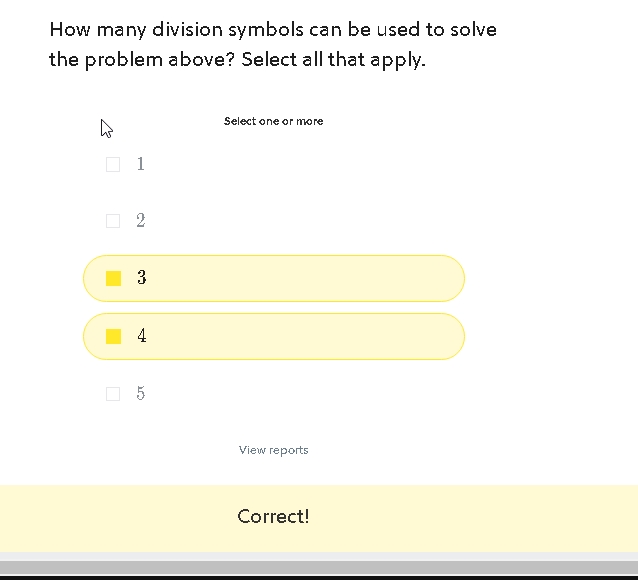 How many division symbols can be used to solve
the problem above? Select all that apply.
Select one or more
1
2
3
4
5
View reports
Correct!